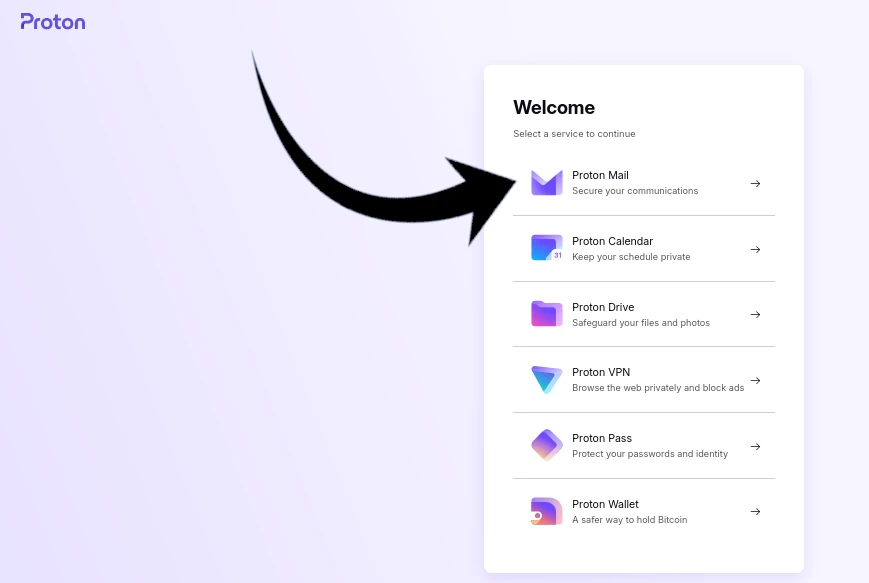 Proton
Welcome
Select a service to continue
Proton Mail
Secure your communications
Proton Calendar
Keep your schedule private
31
Proton Drive
Safeguard your files and photos
Proton VPN
Browse the web privately and block ads
Proton Pass
Protect your passwords and identity
Proton Wallet
A safer way to hold Bitcoin